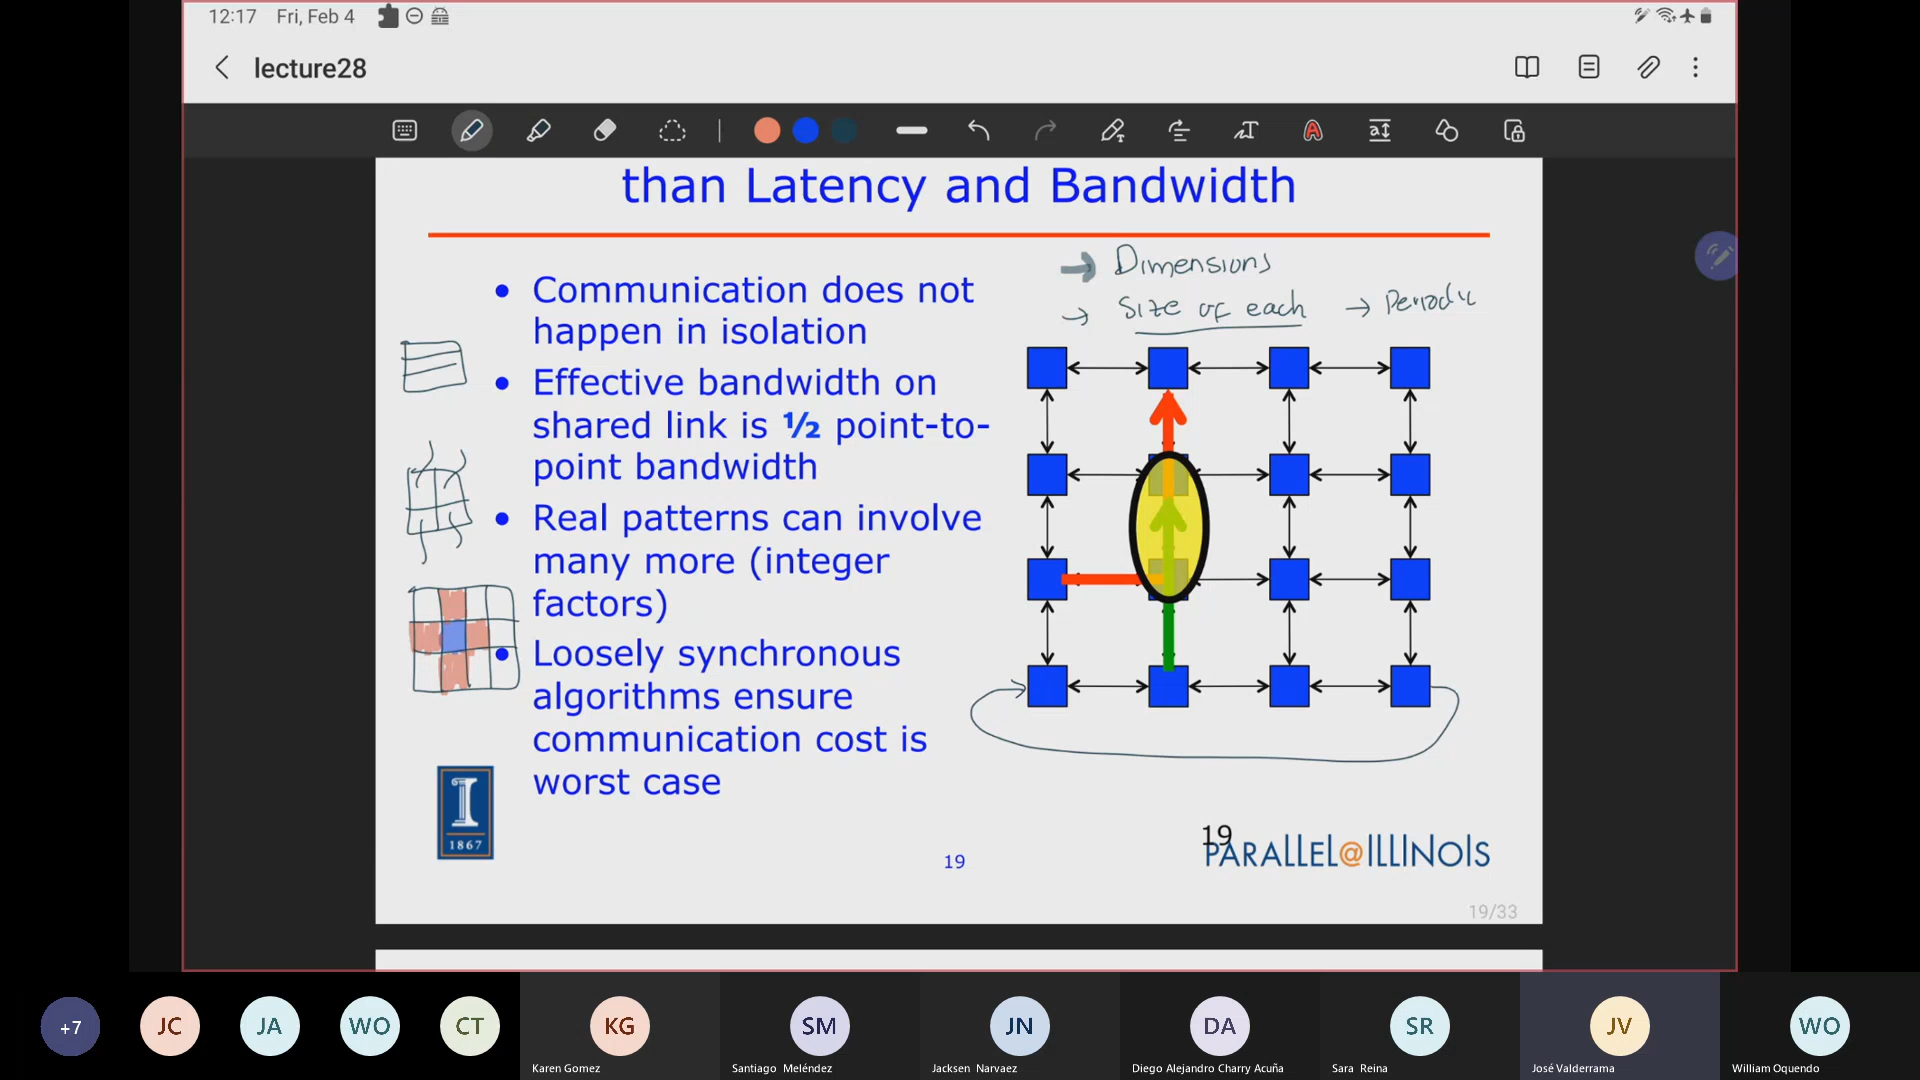 12:17 Fri, Feb 4
lecture28
than Latency and Bandwidth
→ Dimensions
→ Size of each → Periodic
• Communication does not
happen in isolation
• Effective bandwidth on
shared link is ½ point-to-
point bandwidth
• Real patterns can involve
many more (integer
factors)
• Loosely synchronous
algorithms ensure
communication cost is
worst case
I
1867
19
19
PARALLEL@ILLINOIS
19/33
+7
JC
JA
WO
CT
KG
SM
JN
DA
SR
JV
WO
Karen Gomez
Santiago Meléndez
Jacksen Narvaez
Diego Alejandro Charry Acuña
Sara Reina
José Valderrama
William Oquendo